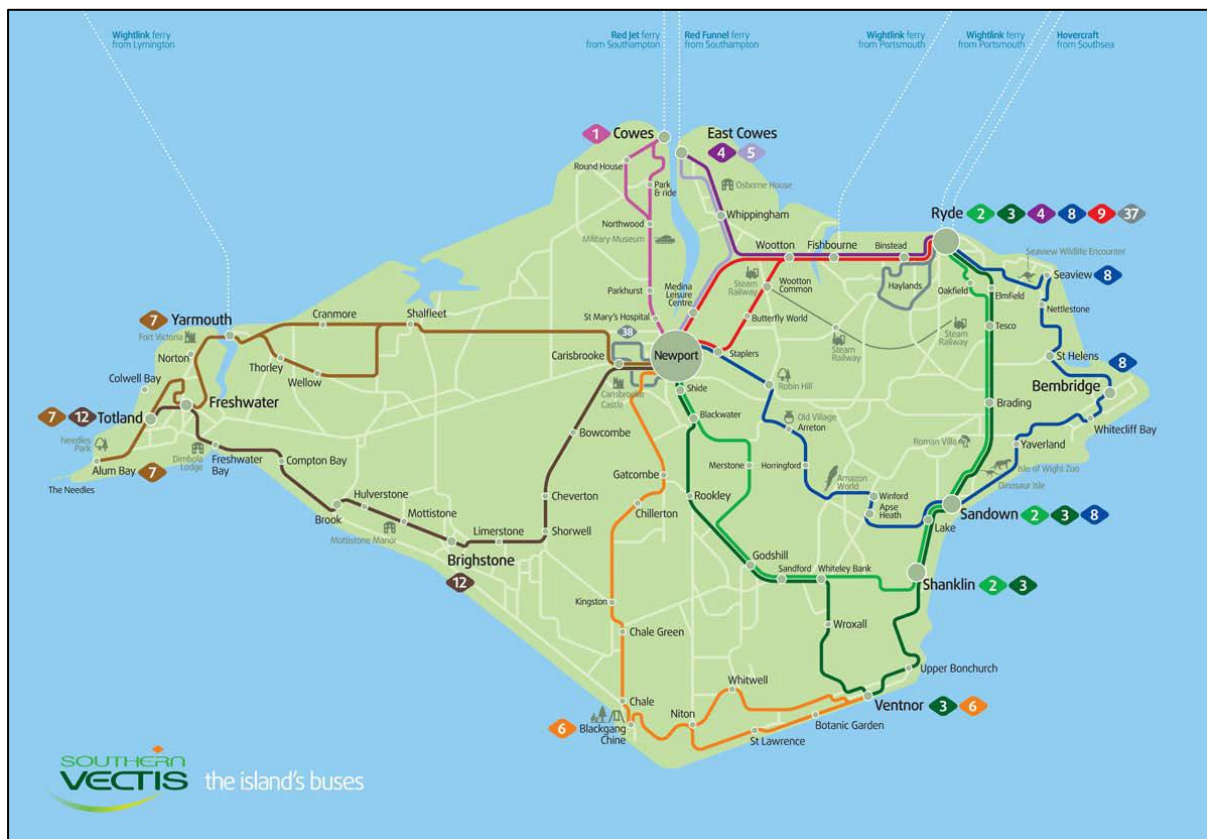 Wightlink ferry
from Lymington
Red Jet ferry
from Southampton
Red Funnel ferry
from Southampton
Wightlink ferry
from Portsmouth
Wightlink ferry
from Portsmouth
Hovercraft
from Southsea
1 Cowes
East Cowes
4 5
Round House
Park
& ride
Osborne House
Northwood
Whippingham
Military Museum
Ryde 2 3 4 8 9 37
Wootton
Fishbourne
Binstead
Seaview Wildlife Encounter
Seaview 8
Steam
Railway
Wootton
Common
Haylands
Oakfield
Elmfield
Nettlestone
Parkhurst
Medina
Leisure
Centre
St Mary's Hospital
Butterfly World
Tesco
Steam
Railway
Steam
Railway
7
Yarmouth
Fort Victoria
Cranmore
Shalfleet
38
Newport
Staplers
St Helens
8
Norton
Thorley
Wellow
Carisbrooke
Carisbrooke
Castle
Robin Hill
Bembridge
Colwell Bay
Shide
Freshwater
7 12 Totland
Blackwater
Old Village
Arreton
Brading
Whitecliff Bay
Needles
Park
Dimbola
Lodge
Freshwater
Bay
Bowcombe
Roman Villa
Yaverland
Alum Bay 7
Compton Bay
Gatcombe
Merstone
Horringford
Amazon
World
Isle of Wight Zoo
Dinosaur Isle
The Needles
Hulverstone
Mottistone
Cheverton
Chillerton
Rookley
Winford
Apse
Heath
Sandown 2 3 8
Brook
Mottistone Manor
Limerstone
Shorwell
Lake
Brighstone
12
Godshill
Sandford
Whiteley Bank
Shanklin 2 3
Kingston
Chale Green
Wroxall
Upper Bonchurch
Whitwell
Chale
Ventnor 3 6
6 Blackgang
Chine
Niton
Botanic Garden
St Lawrence
SOUTHERN
VECTIS the island's buses